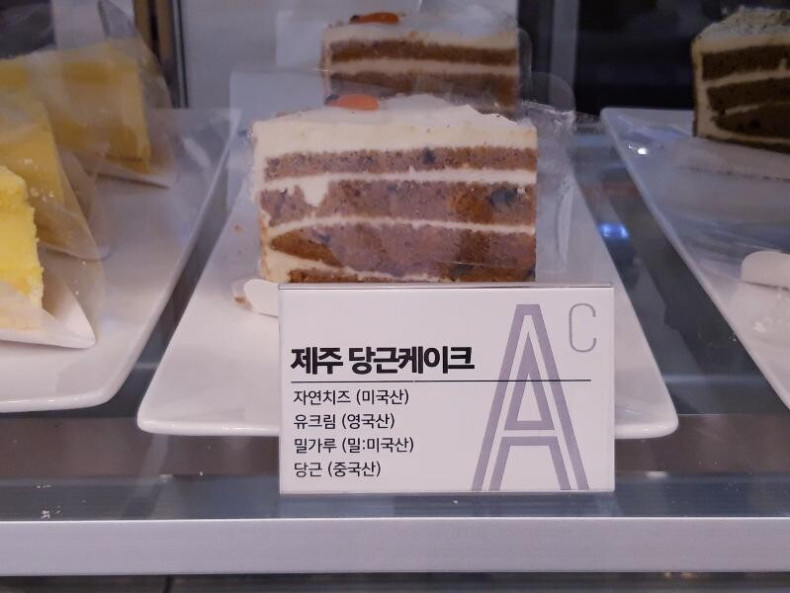 제주 당근케이크
자연치즈 (미국산)
유크림 (영국산)
밀가루 (밀:미국산)
당근 (중국산)
A C